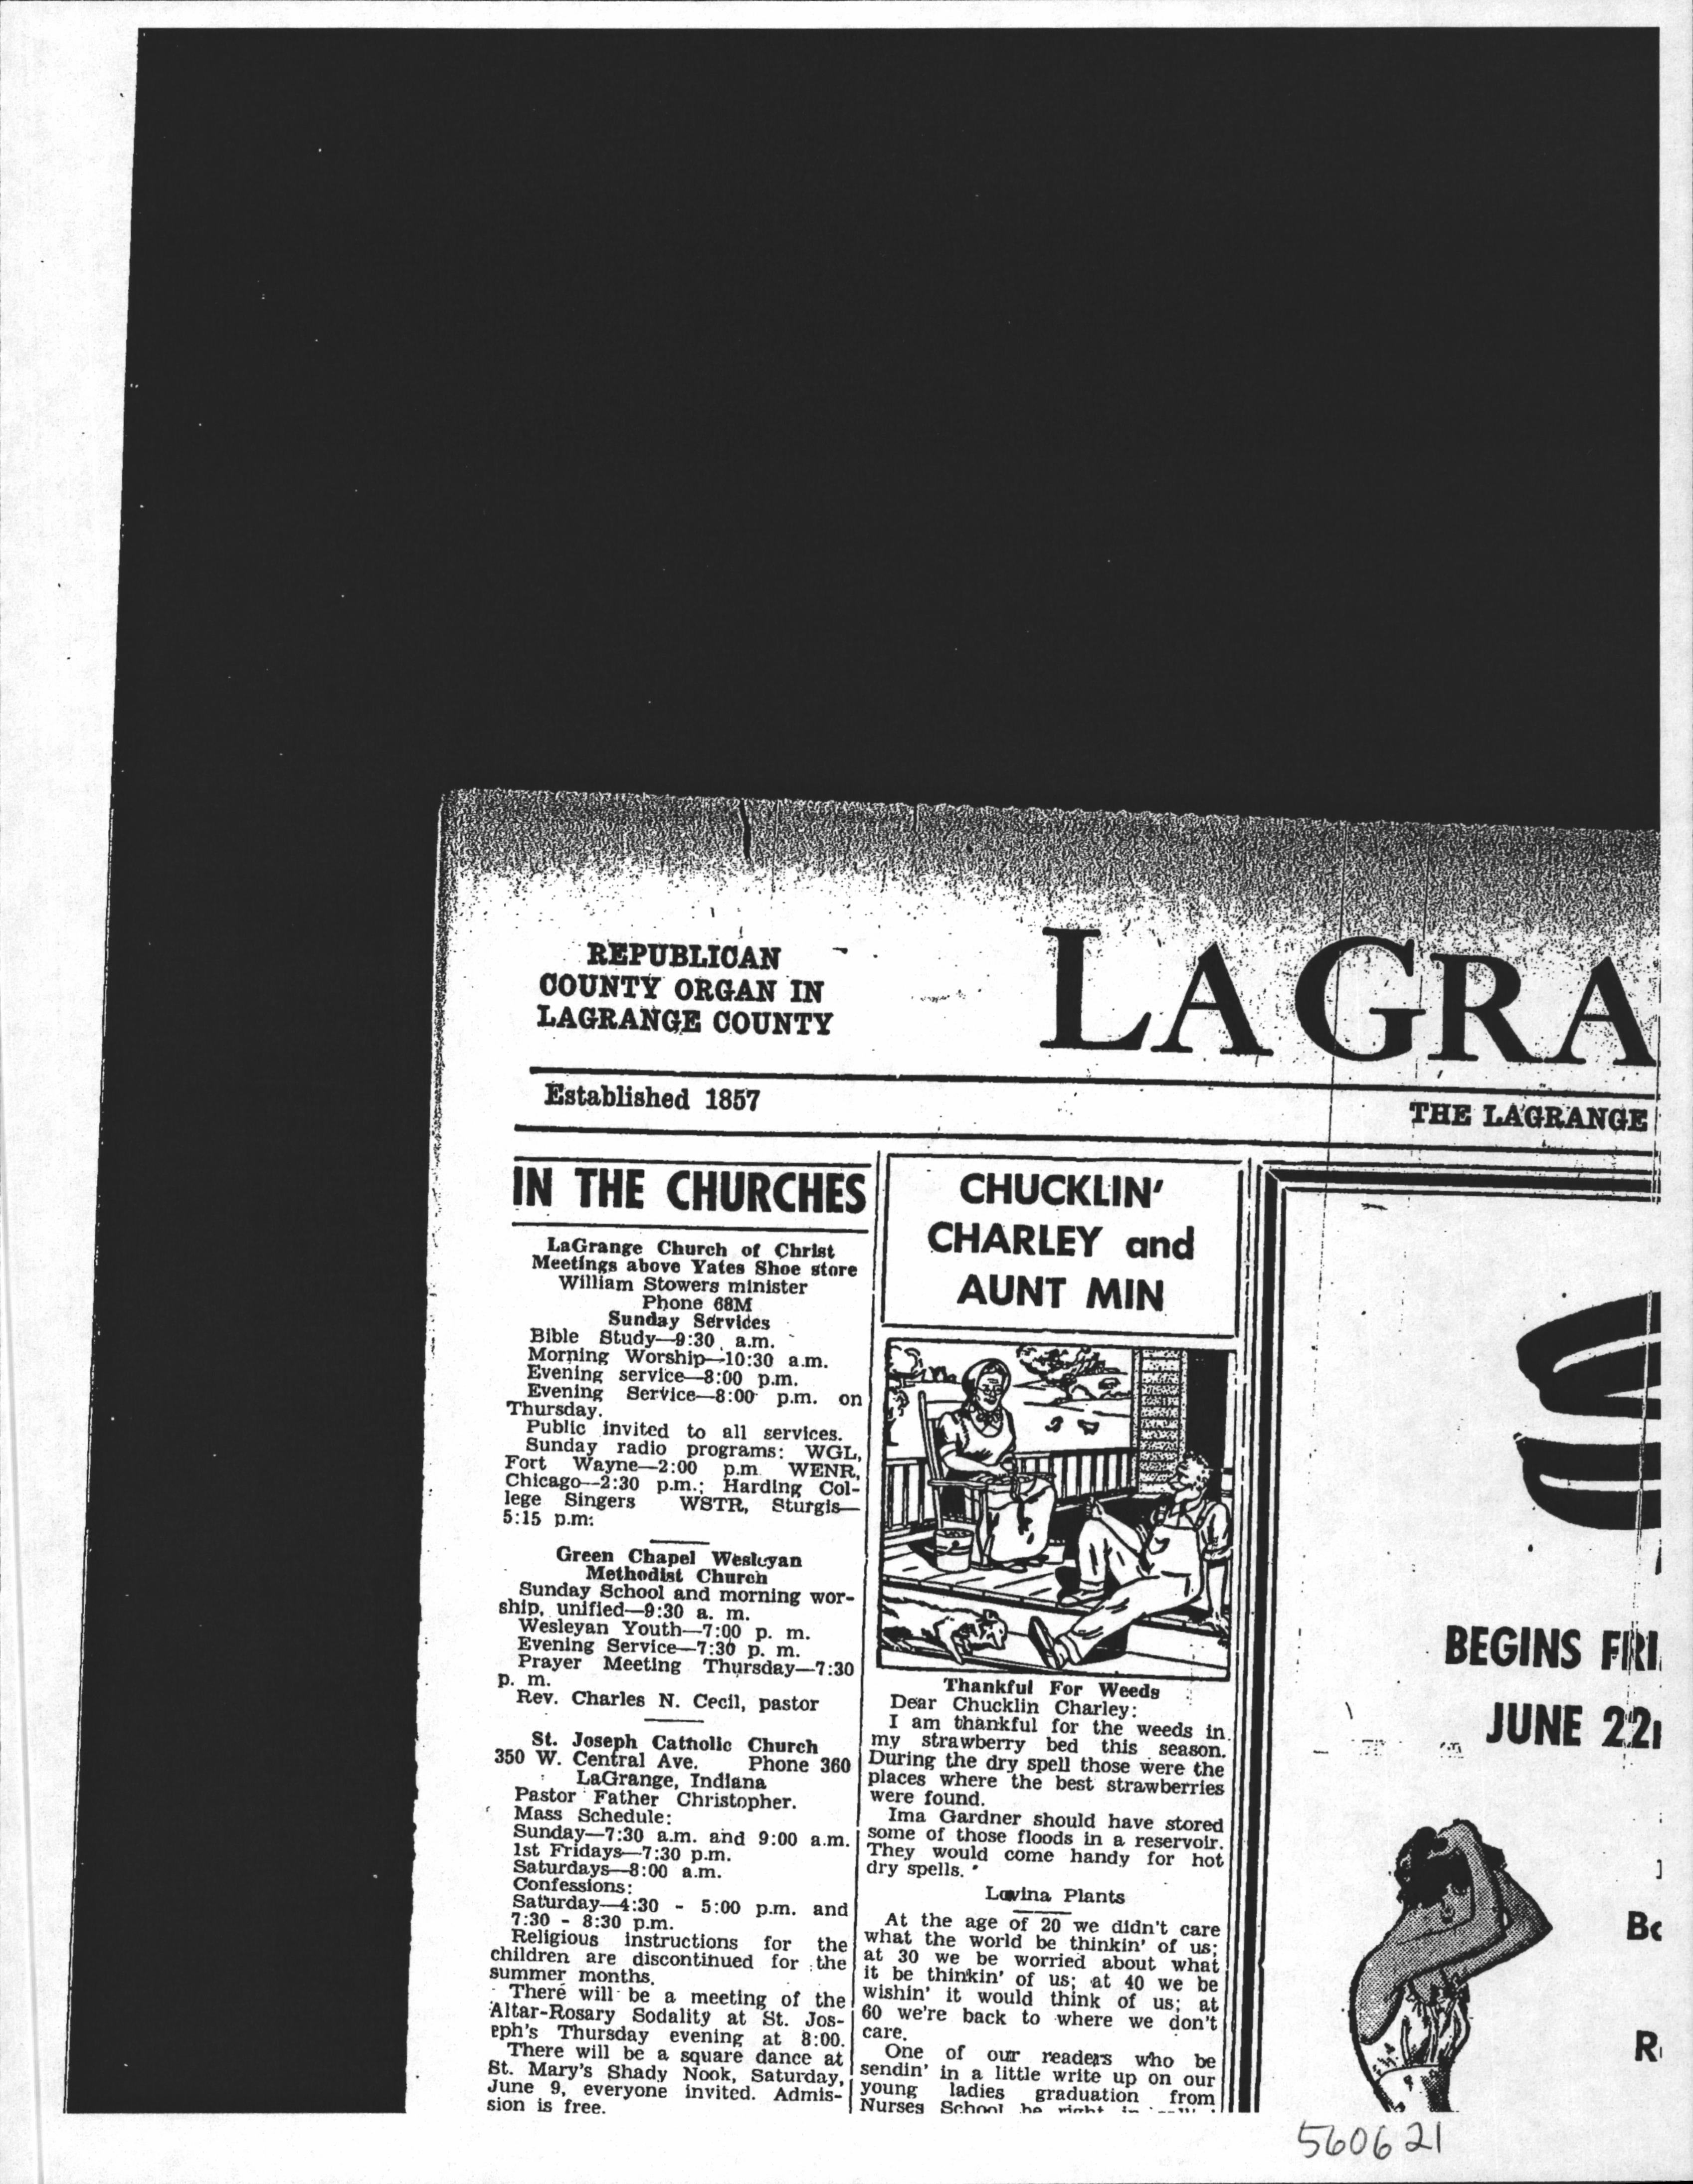 REPUBLICAN
COUNTY ORGAN IN
LAGRANGE COUNTY
LAGRA
Established 1857
THE LAGRANGE
IN THE CHURCHES
LaGrange Church of Christ
Meetings above Yates Shoe store
William Stowers minister
Phone 68M
Sunday Services
Bible Study—9:30 a.m.
Morning Worship—10:30 a.m.
Evening service—8:00 p.m.
Evening Service—8:00 p.m. on
Thursday.
Public invited to all services.
Sunday radio programs: WGL,
Fort Wayne—2:00 p.m. WENR,
Chicago—2:30 p.m.; Harding Col-
lege Singers WSTR, Sturgis—
5:15 p.m:
Green Chapel Wesleyan
Methodist Church
Sunday School and morning wor-
ship, unified—9:30 a. m.
Wesleyan Youth—7:00 p. m.
Evening Service—7:30 p. m.
Prayer Meeting Thursday—7:30
p. m.
Rev. Charles N. Cecil, pastor
St. Joseph Catholic Church
350 W. Central Ave. Phone 360
LaGrange, Indiana
Pastor Father Christopher.
Mass Schedule:
Sunday—7:30 a.m. and 9:00 a.m.
1st Fridays—7:30 p.m.
Saturdays—8:00 a.m.
Confessions:
Saturday—4:30 - 5:00 p.m. and
7:30 - 8:30 p.m.
Religious instructions for the
children are discontinued for the
summer months.
There will be a meeting of the
Altar-Rosary Sodality at St. Jos-
eph's Thursday evening at 8:00.
There will be a square dance at
St. Mary's Shady Nook, Saturday,
June 9, everyone invited. Admis-
sion is free.
CHUCKLIN'
CHARLEY and
AUNT MIN
Thankful For Weeds
Dear Chucklin Charley:
I am thankful for the weeds in
my strawberry bed this season.
During the dry spell those were the
places where the best strawberries
were found.
Ima Gardner should have stored
some of those floods in a reservoir.
They would come handy for hot
dry spells.
Lovina Plants
At the age of 20 we didn't care
what the world be thinkin' of us;
at 30 we be worried about what
it be thinkin' of us; at 40 we be
wishin' it would think of us; at
60 we're back to where we don't
care.
One of our readers who be
sendin' in a little write up on our
young ladies graduation from
Nurses School be right in
BEGINS FRI
JUNE 22
Bo
R
560621